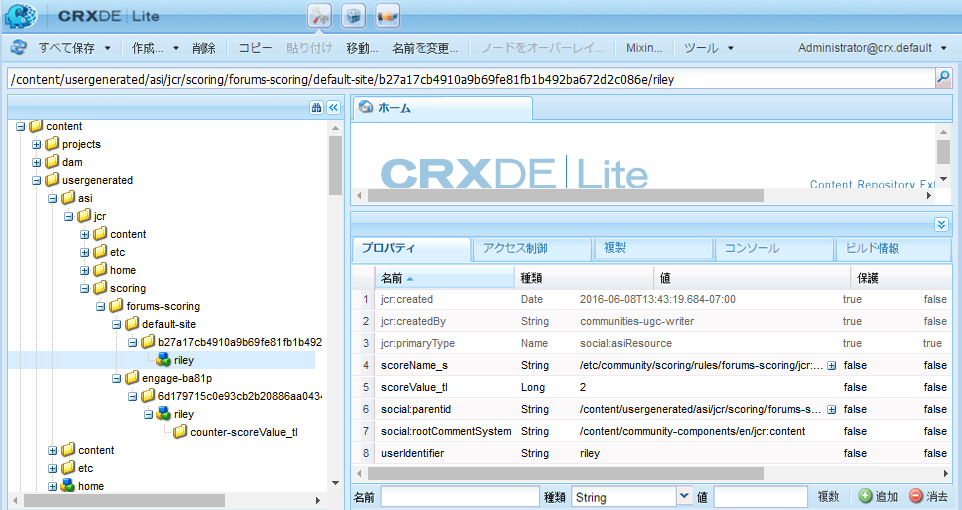 CRXDE Lite
すべて保存 作成... 削除 コピー 貼り付け 移動... 名前を変更... ノードをオーバーレイ... Mixin... ツール Administrator@crx.default
/content/usergenerated/asi/jcr/scoring/forums-scoring/default-site/b27a17cb4910a9b69fe81fb1b492ba672d2c086e/riley
content
projects
dam
usergenerated
asi
jcr
content
etc
home
scoring
forums-scoring
default-site
b27a17cb4910a9b69fe81fb1b492
riley
engage-ba81p
6d179715c0e93cb2b20886aa0434
riley
counter-scoreValue_tl
content
etc
home
ホーム
CRXDE Lite
Content Repository Ext
プロパティ アクセス制御 複製 コンソール ビルド情報
名前 種類 値 保護
1 jcr:created Date 2016-06-08T13:43:19.684-07:00 true false
2 jcr:createdBy String communities-ugc-writer true false
3 jcr:primaryType Name social:asiResource true true
4 scoreName_s String /etc/community/scoring/rules/forums-scoring/jcr:... false false
5 scoreValue_tl Long 2 false false
6 social:parentid String /content/usergenerated/asi/jcr/scoring/forums-s... false false
7 social:rootCommentSystem String /content/community-components/en/jcr:content false false
8 userIdentifier String riley false false
名前 種類 String 値 複数 追加 消去